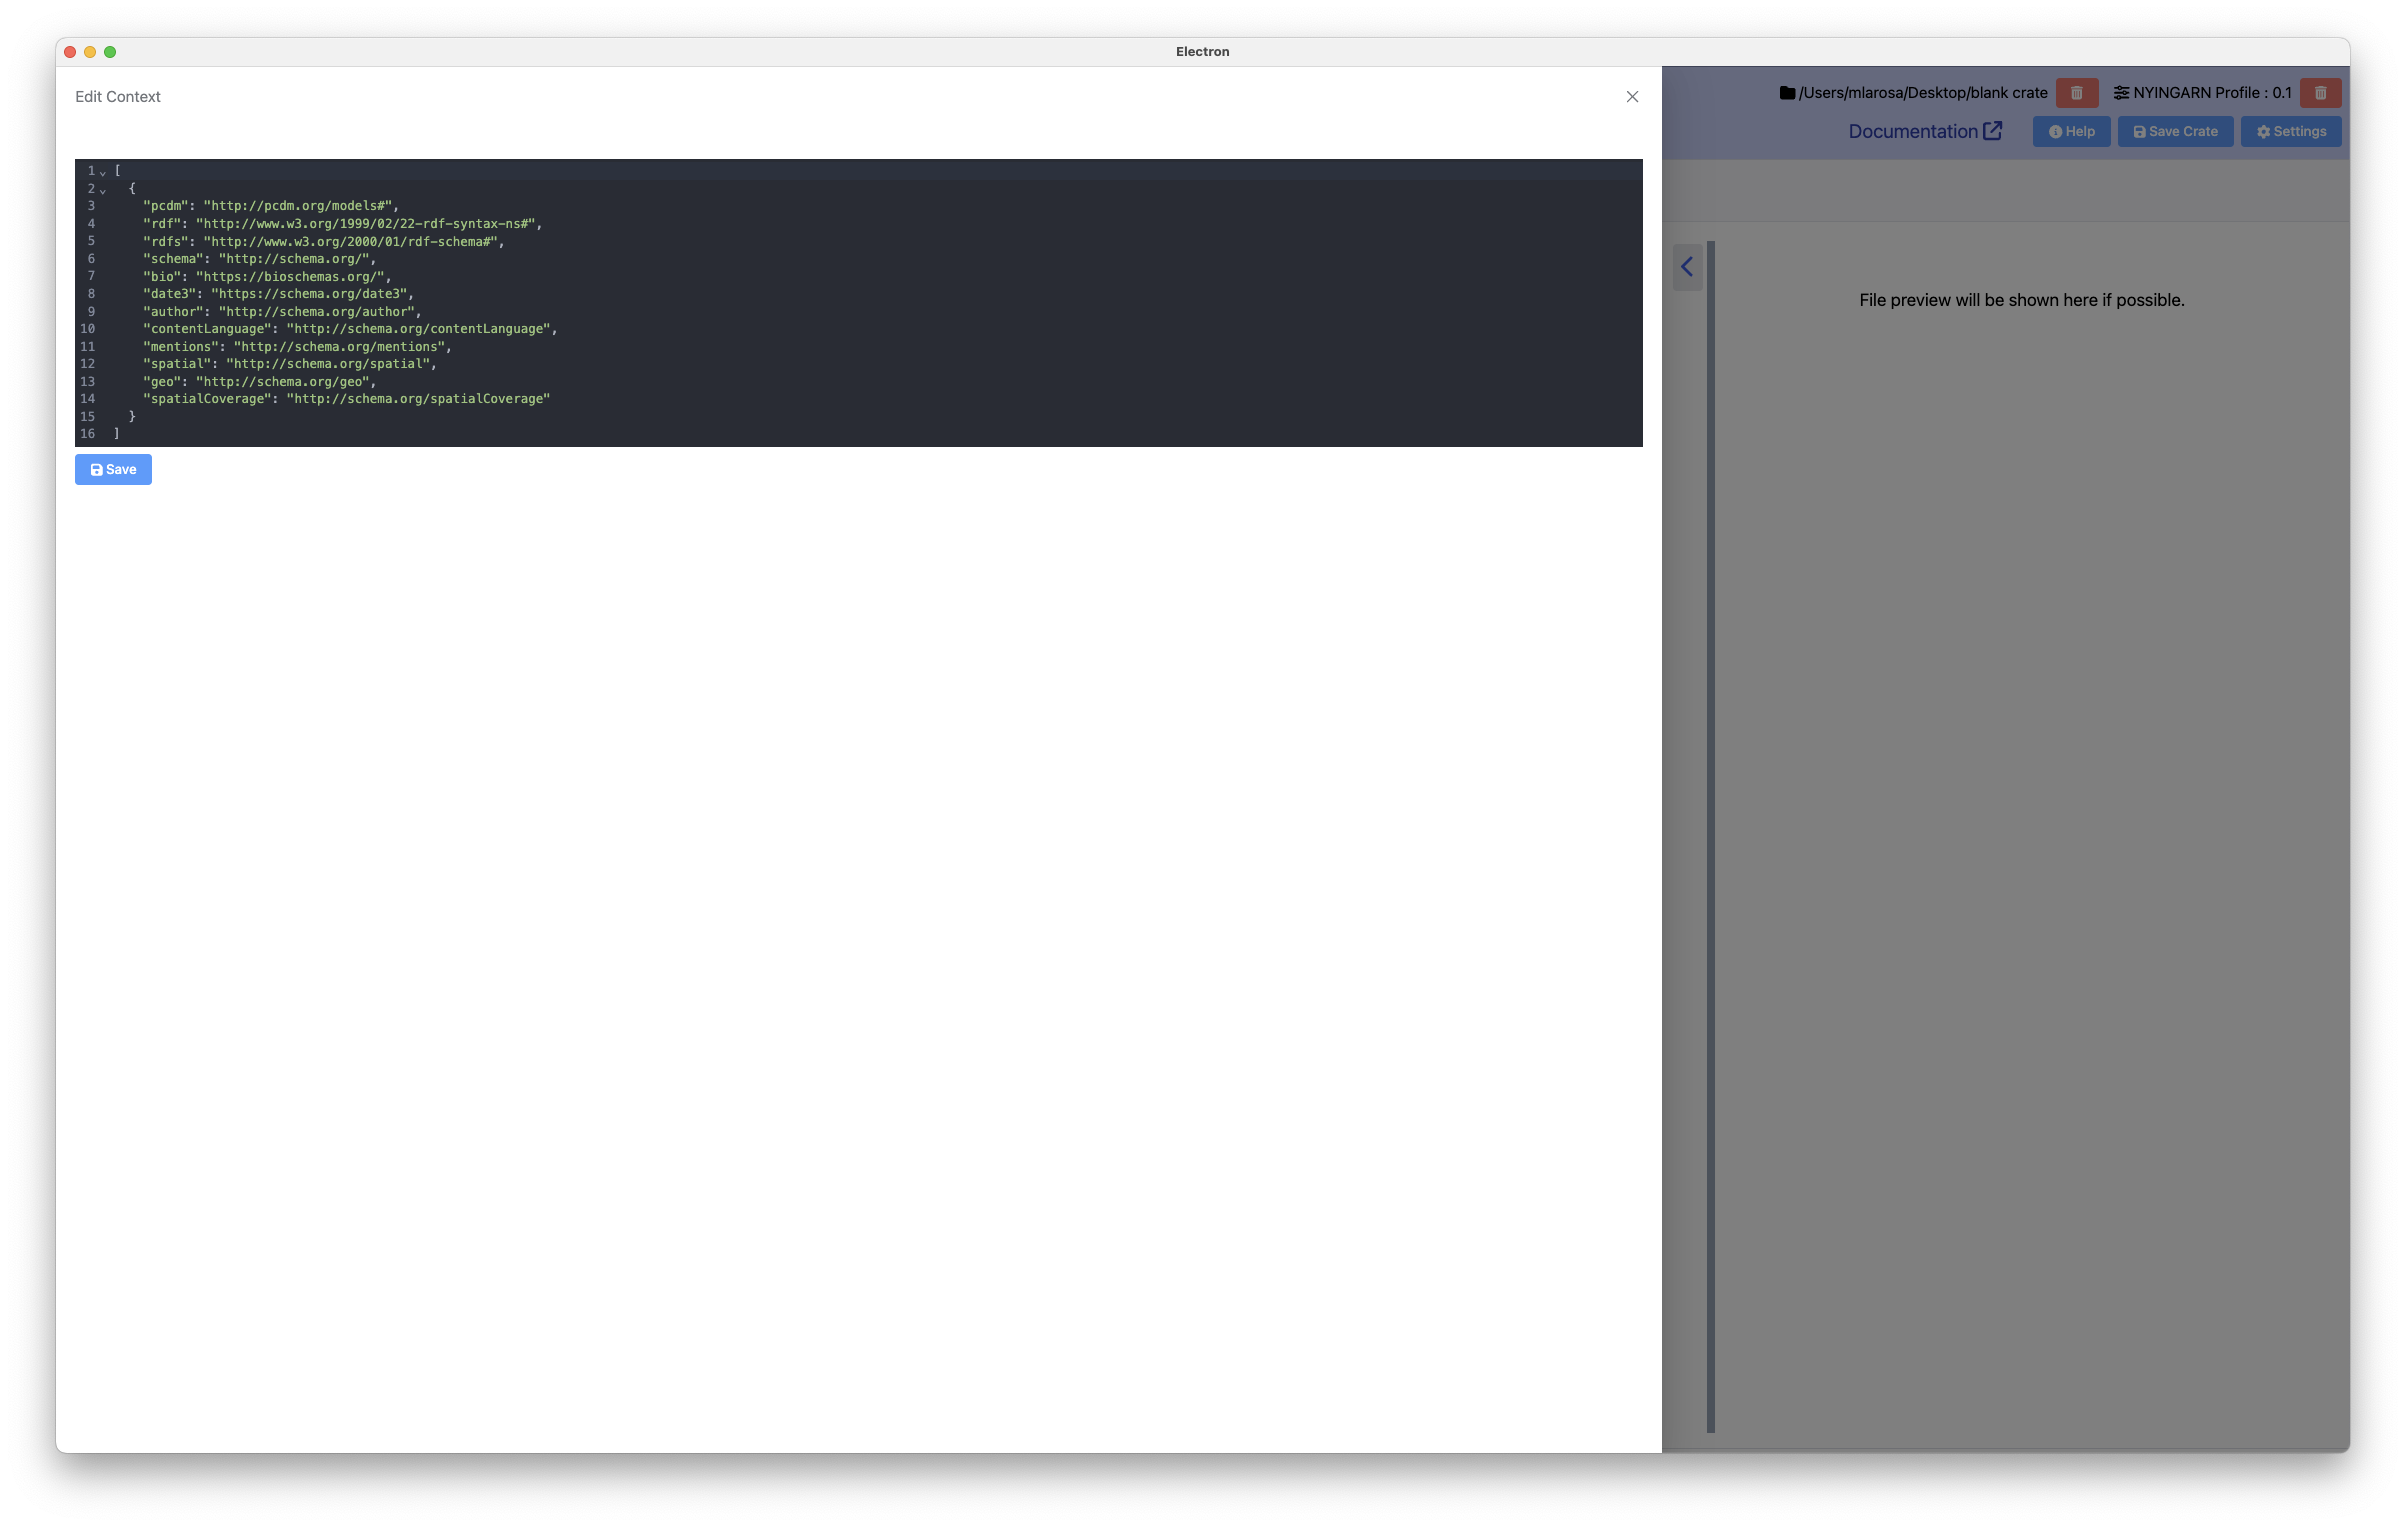 Electron
Edit Context
/Users/mlarosa/Desktop/blank crate
NYINGARN Profile : 0.1
Documentation
Help
Save Crate
Settings
1 [
2 {
3 "pcdm": "http://pcdm.org/models#",
4 "rdf": "http://www.w3.org/1999/02/22-rdf-syntax-ns#",
5 "rdfs": "http://www.w3.org/2000/01/rdf-schema#",
6 "schema": "http://schema.org/",
7 "bio": "https://bioschemas.org/",
8 "date3": "https://schema.org/date3",
9 "author": "http://schema.org/author",
10 "contentLanguage": "http://schema.org/contentLanguage",
11 "mentions": "http://schema.org/mentions",
12 "spatial": "http://schema.org/spatial",
13 "geo": "http://schema.org/geo",
14 "spatialCoverage": "http://schema.org/spatialCoverage"
15 }
16 ]
Save
File preview will be shown here if possible.